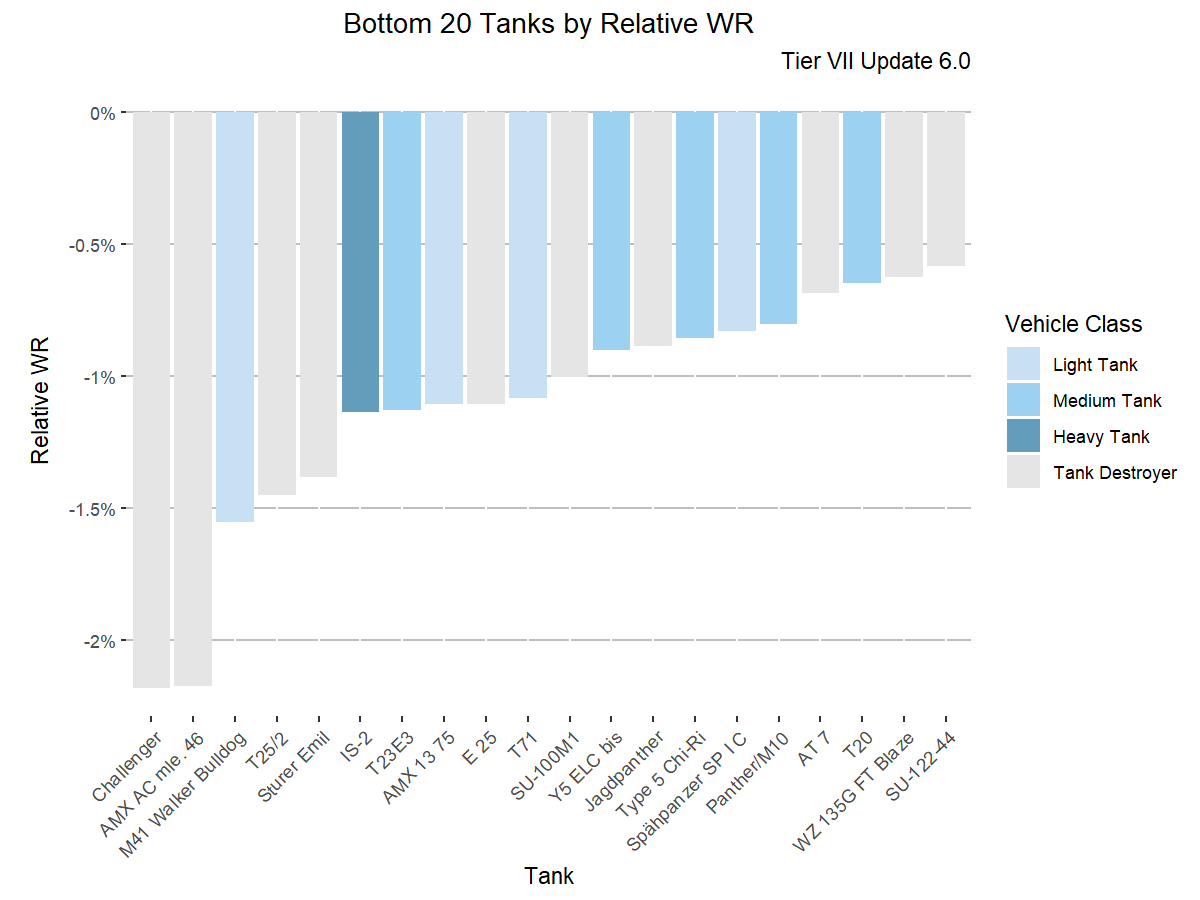 Bottom 20 Tanks by Relative WR
Tier VII Update 6.0
0%
-0.5%
-1%
-1.5%
-2%
Relative WR
Challenger
AMX AC mle. 46
M41 Walker Bulldog
T25/2
Sturer Emil
IS-2
T23E3
AMX 13 75
E 25
T71
SU-100M1
Y5 ELC bis
Jagdpanther
Type 5 Chi-Ri
Spähpanzer SP I C
Panther/M10
AT 7
T20
WZ 135G FT Blaze
SU-122-44
Tank
Vehicle Class
Light Tank
Medium Tank
Heavy Tank
Tank Destroyer